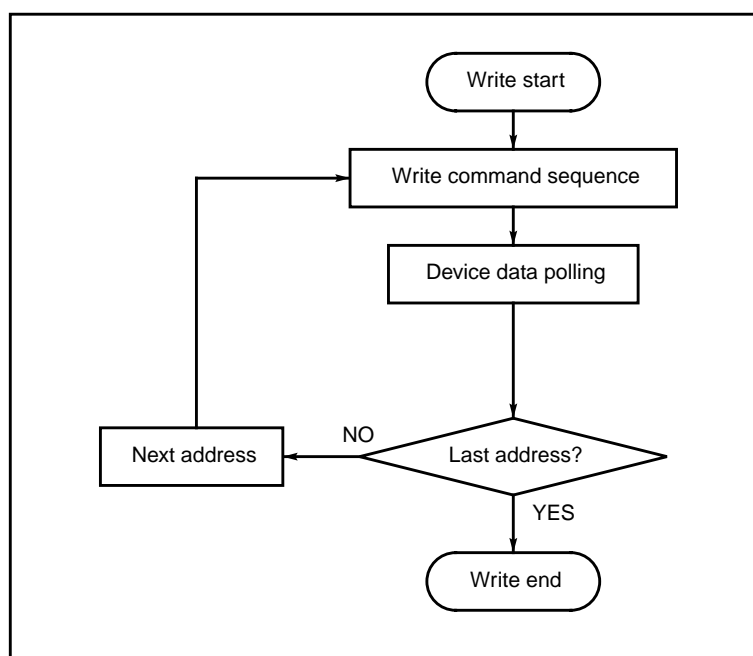 Write start
Write command sequence
Device data polling
NO
Next address
Last address?
YES
Write end